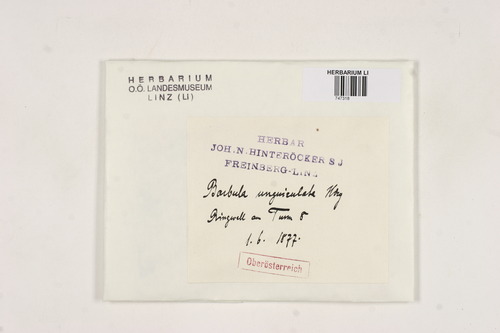 HERBARIUM
O.Ö. LANDESMUSEUM
LINZ (LI)
HERBARIUM LI
747316
HERBAR
JOH. N. HINTERÖCKER S J
FREINBERG-LINZ
Barbula unguiculata
Ringwall am Turm 8
1. 6. 1877.
Oberösterreich